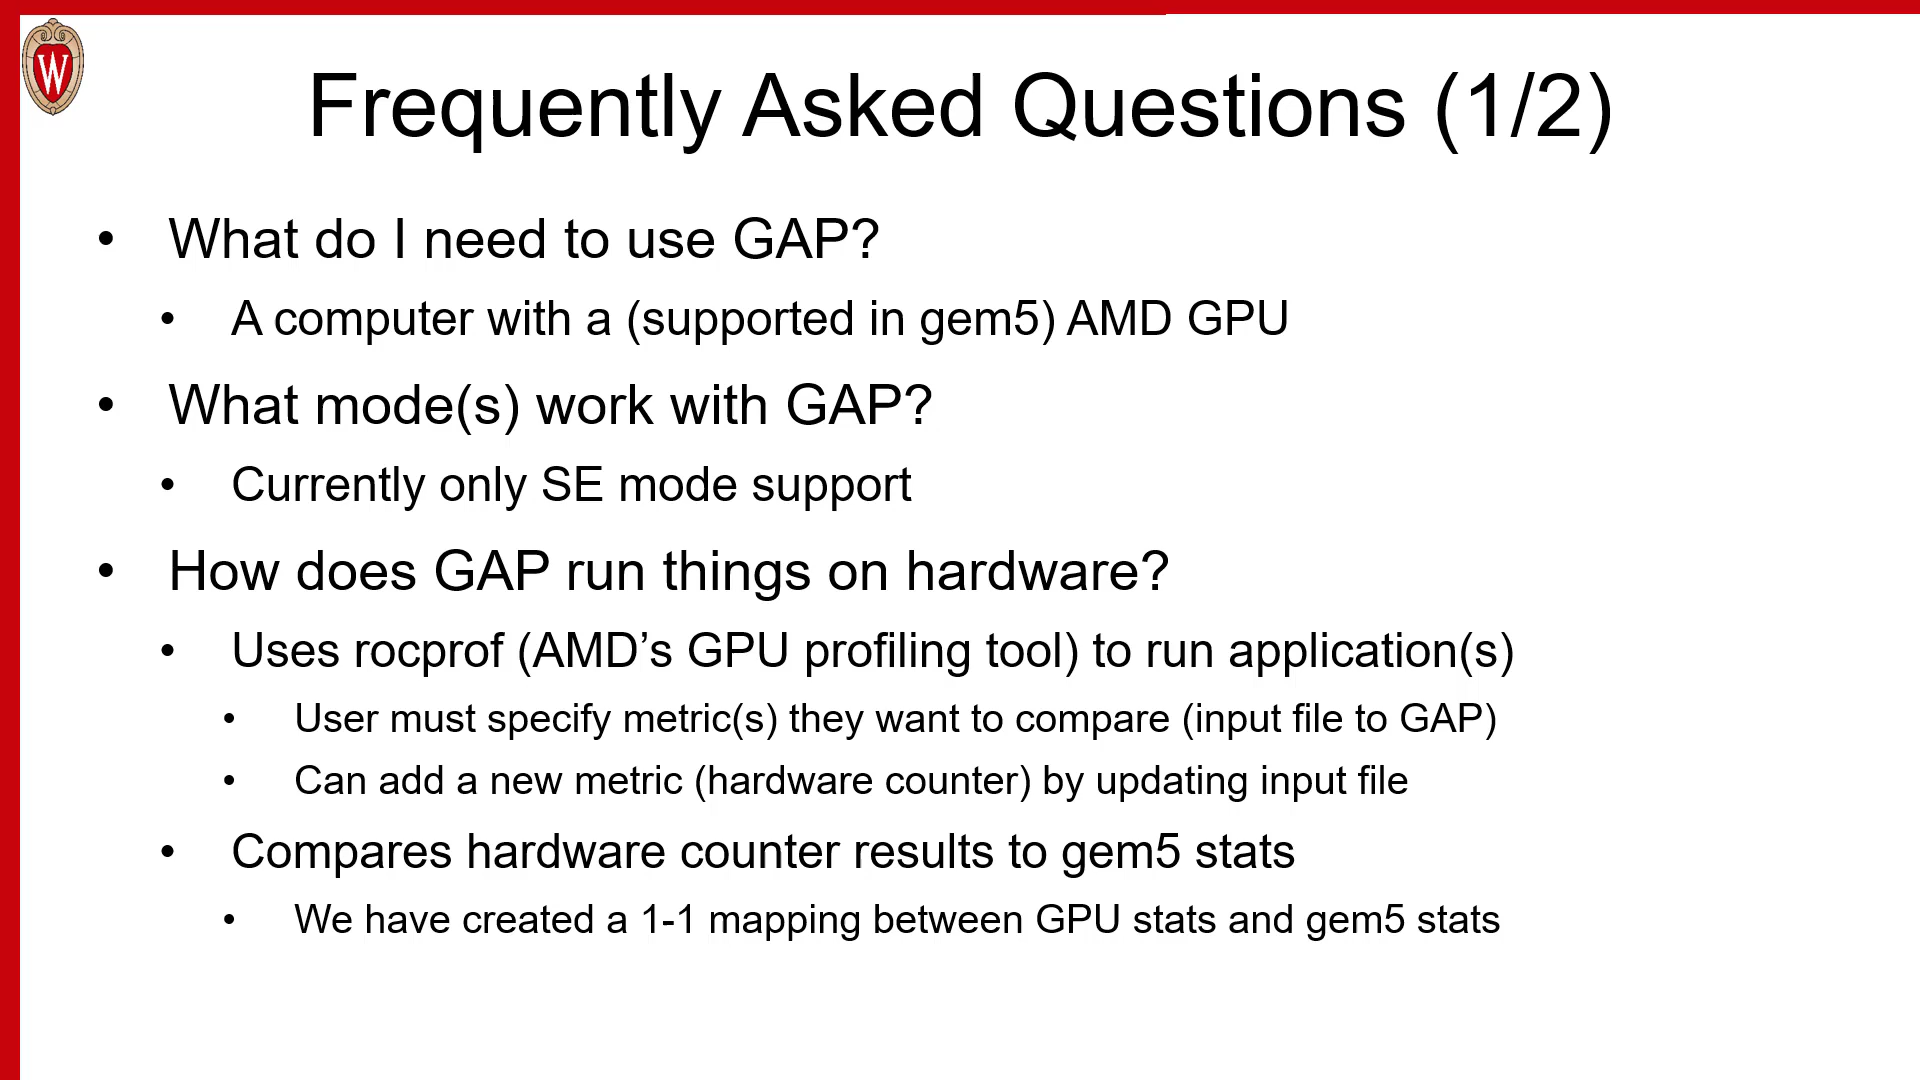 W
Frequently Asked Questions (1/2)
• What do I need to use GAP?
• A computer with a (supported in gem5) AMD GPU
• What mode(s) work with GAP?
• Currently only SE mode support
• How does GAP run things on hardware?
• Uses rocprof (AMD’s GPU profiling tool) to run application(s)
• User must specify metric(s) they want to compare (input file to GAP)
• Can add a new metric (hardware counter) by updating input file
• Compares hardware counter results to gem5 stats
• We have created a 1-1 mapping between GPU stats and gem5 stats